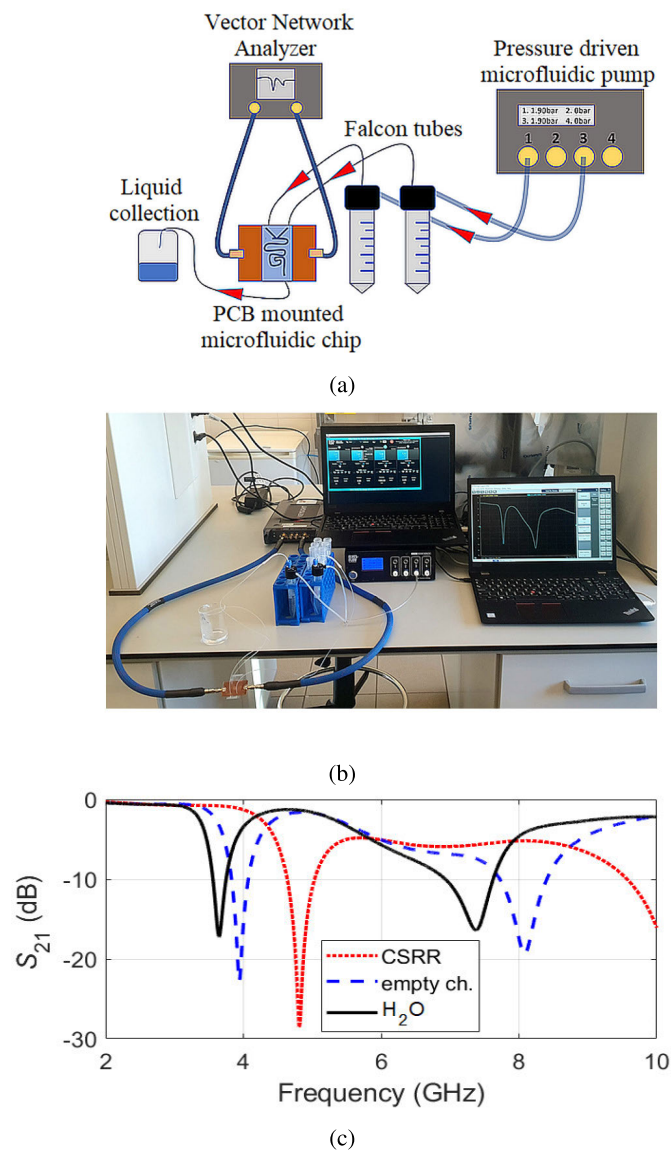 Vector Network
Analyzer
Pressure driven
microfluidic pump
1. 1.90bar 2. 0bar
3. 1.90bar 4. 0bar
1 2 3 4
Falcon tubes
Liquid
collection
PCB mounted
microfluidic chip
(a)
(b)
0
-10
-20
-30
S21 (dB)
CSRR
empty ch.
H2O
2 4 6 8 10
Frequency (GHz)
(c)